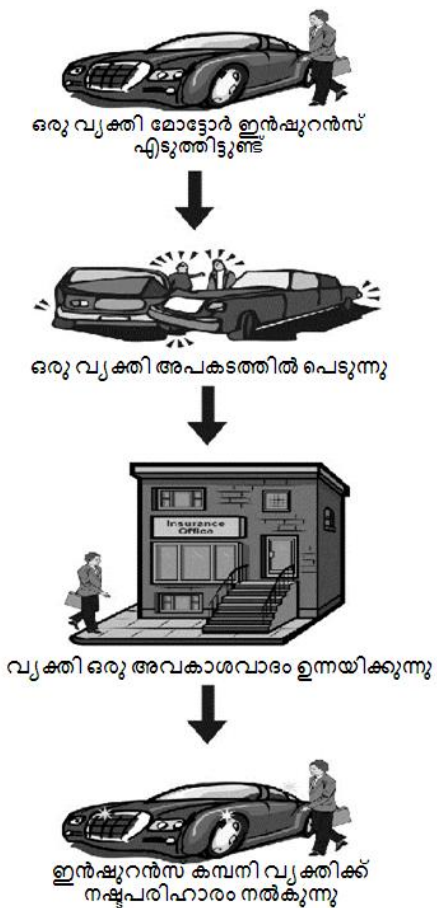 ഒരു വ്യക്തി മോട്ടോർ ഇൻഷുറൻസ്
എടുത്തിട്ടുണ്ട്
ഒരു വ്യക്തി അപകടത്തിൽ പെടുന്നു
Insurance
Office
വ്യക്തി ഒരു അവകാശവാദം ഉന്നയിക്കുന്നു
ഇൻഷുറൻസ കമ്പനി വ്യക്തിക്ക്
നഷ്ടപരിഹാരം നൽകുന്നു